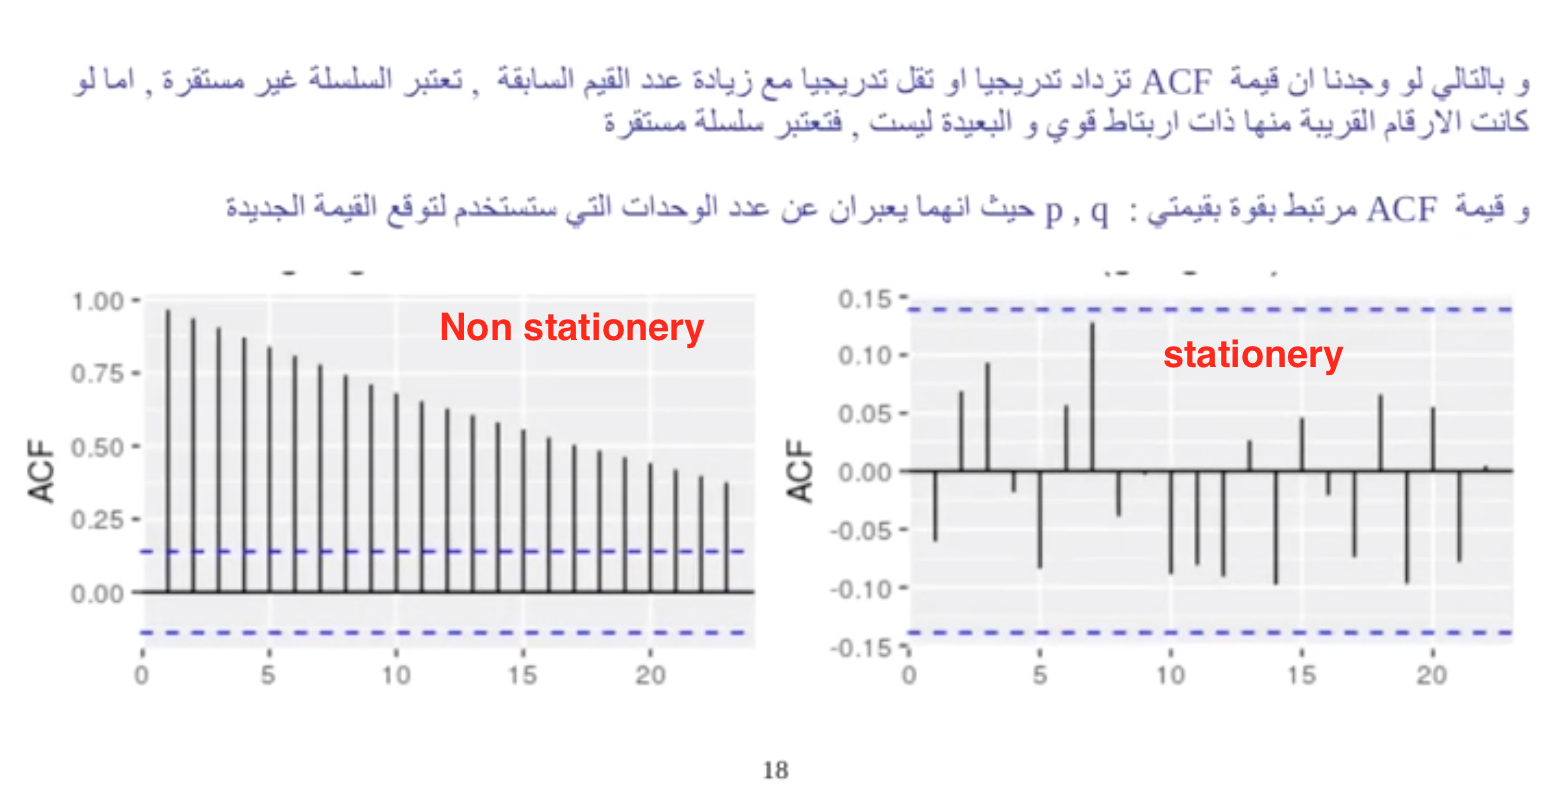 و بالتالي لو وجدنا ان قيمة ACF تزداد تدريجيا او تقل تدريجيا مع زيادة عدد القيم السابقة , تعتبر السلسلة غير مستقرة , اما لو
كانت الارقام القريبة منها ذات اربتاط قوي و البعيدة ليست , فتعتبر سلسلة مستقرة
و قيمة ACF مرتبط بقوة بقيمتي : p , q حيث انهما يعبران عن عدد الوحدات التي ستستخدم لتوقع القيمة الجديدة
Non stationery
ACF
1.00
0.75
0.50
0.25
0.00
0 5 10 15 20
stationery
ACF
0.15
0.10
0.05
0.00
-0.05
-0.10
-0.15
0 5 10 15 20
18